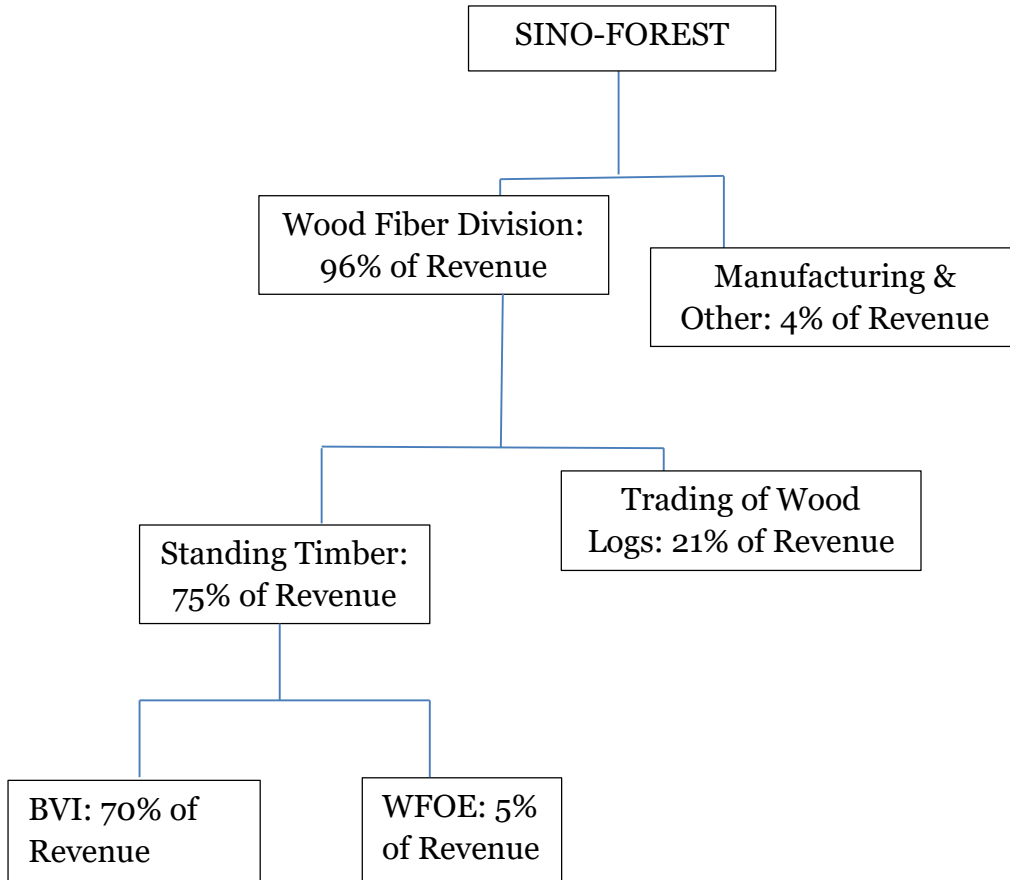 SINO-FOREST
Wood Fiber Division:
96% of Revenue
Manufacturing &
Other: 4% of Revenue
Trading of Wood
Logs: 21% of Revenue
Standing Timber:
75% of Revenue
BVI: 70% of
Revenue
WFOE: 5%
of Revenue